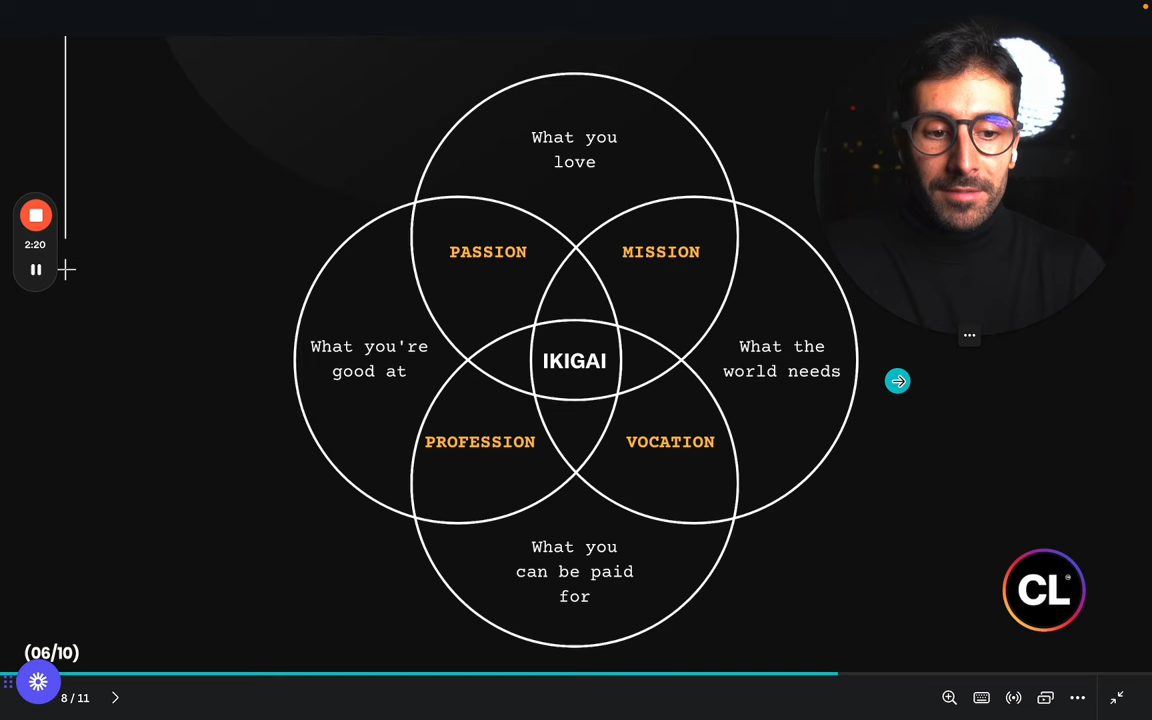 What you
love
PASSION
MISSION
2:20
What you're
good at
IKIGAI
What the
world needs
PROFESSION
VOCATION
What you
can be paid
for
CL
(06/10)
8 / 11